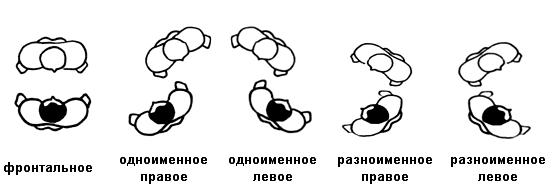 фронтальное
одноименное правое
одноименное левое
разноименное правое
разноименное левое